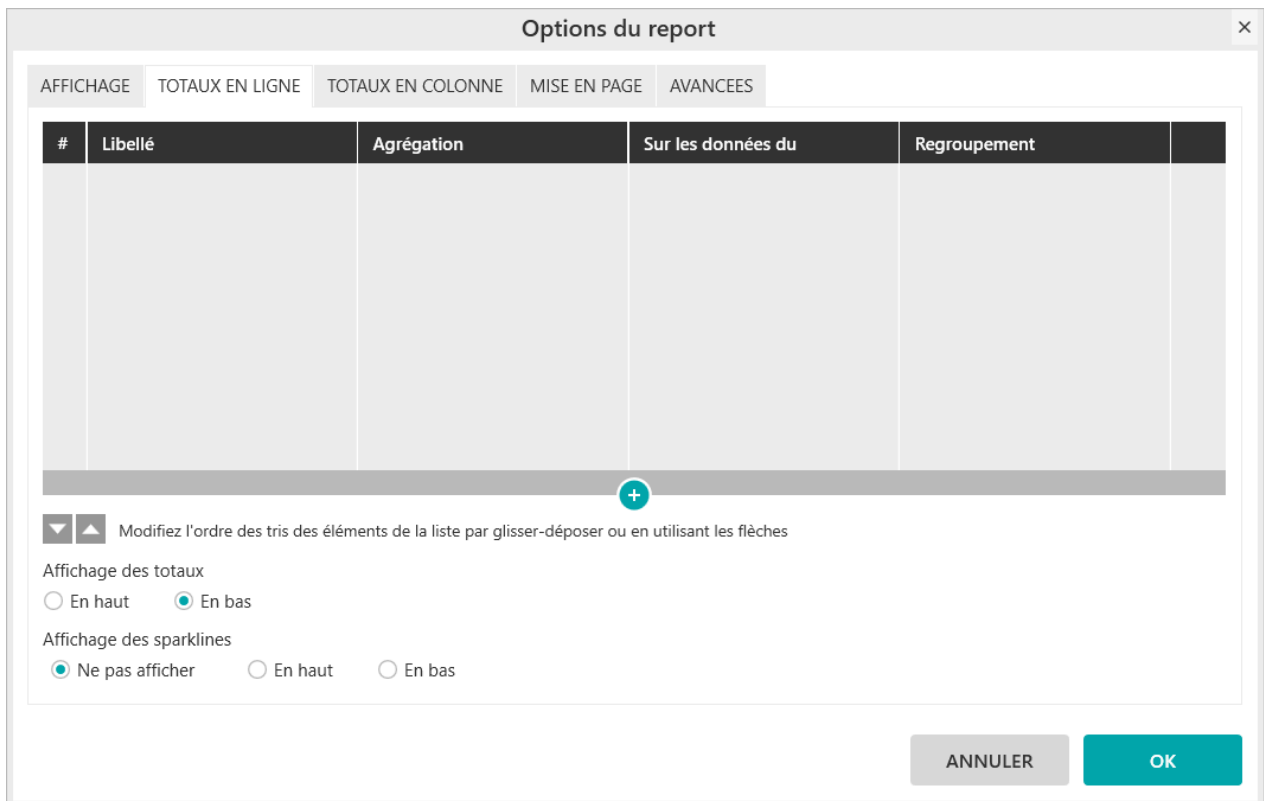 Options du report
AFFICHAGE TOTAUX EN LIGNE TOTAUX EN COLONNE MISE EN PAGE AVANCEES
# Libellé Agrégation Sur les données du Regroupement
Modifiez l'ordre des tris des éléments de la liste par glisser-déposer ou en utilisant les flèches
Affichage des totaux
En haut En bas
Affichage des sparklines
Ne pas afficher En haut En bas
ANNULER OK